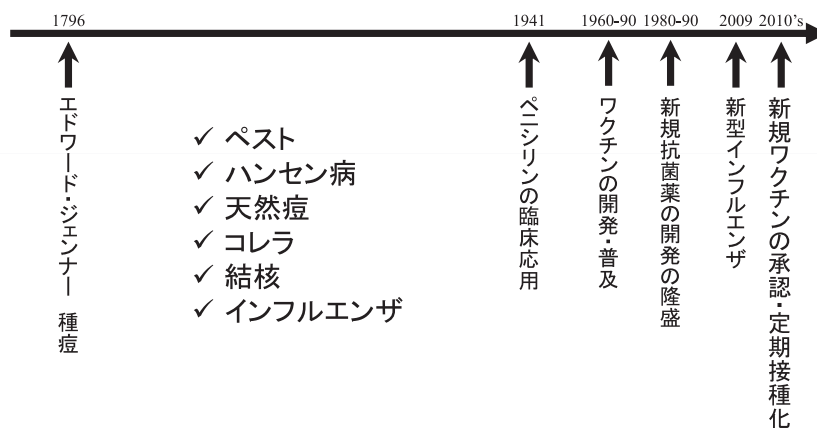 1796
1941
1960-90
1980-90
2009
2010's
エドワード・ジェンナー 種痘
✓ ペスト
✓ ハンセン病
✓ 天然痘
✓ コレラ
✓ 結核
✓ インフルエンザ
ペニシリンの臨床応用
ワクチンの開発・普及
新規抗菌薬の開発の隆盛
新型インフルエンザ
新規ワクチンの承認・定期接種化